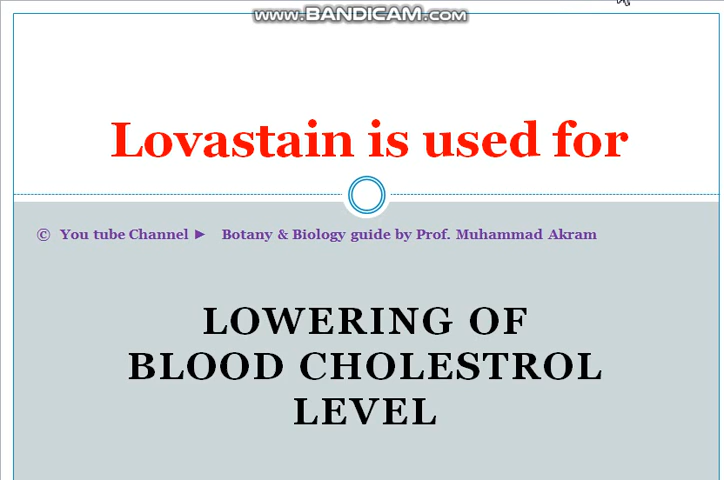 www.BANDICAM.com
Lovastain is used for
© You tube Channel ► Botany & Biology guide by Prof. Muhammad Akram
LOWERING OF
BLOOD CHOLESTROL
LEVEL